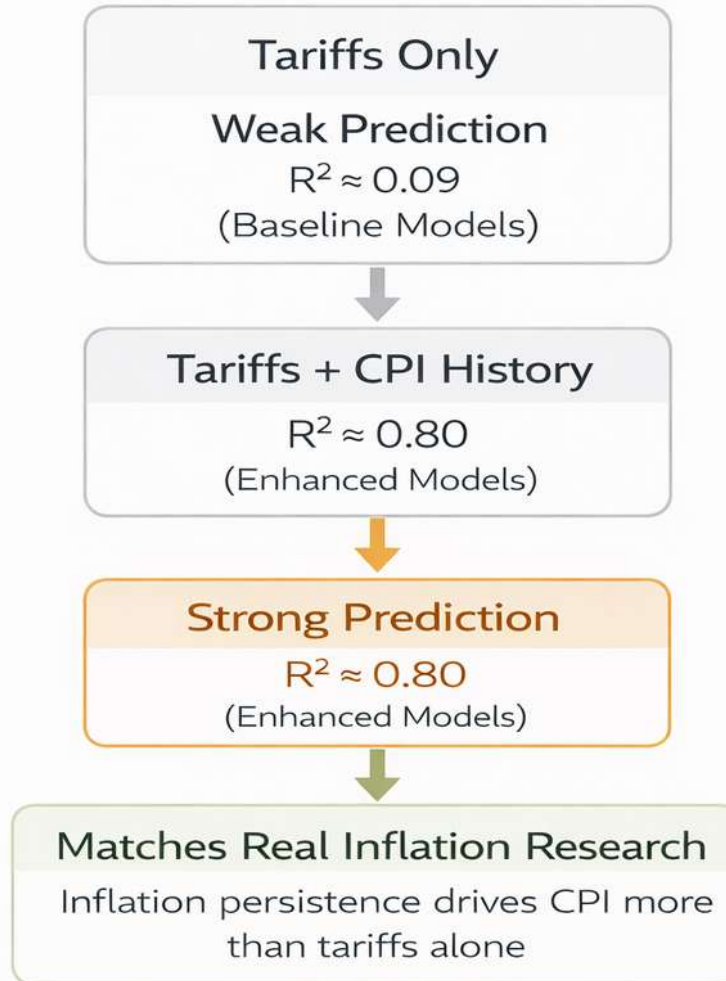 Tariffs Only
Weak Prediction
R² ≈ 0.09
(Baseline Models)
Tariffs + CPI History
R² ≈ 0.80
(Enhanced Models)
Strong Prediction
R² ≈ 0.80
(Enhanced Models)
Matches Real Inflation Research
Inflation persistence drives CPI more
than tariffs alone